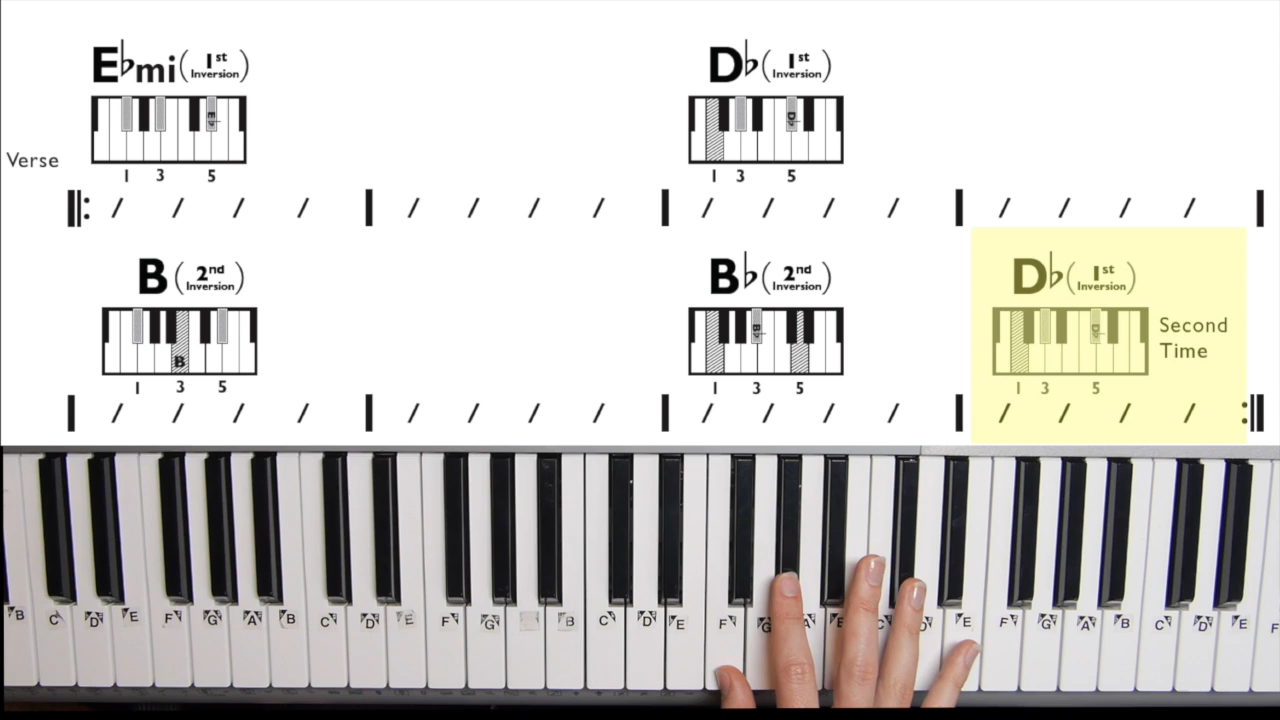 E♭mi(1st Inversion) D♭(1st Inversion)
E♭ D♭
Verse
1 3 5 1 3 5
B (2nd Inversion) B♭(2nd Inversion) D♭(1st Inversion)
B B♭ D♭
Second
Time
1 3 5 1 3 5 1 3 5
B C D E F G A B C D E F G B C D E F G A C D E F G A B C D E F